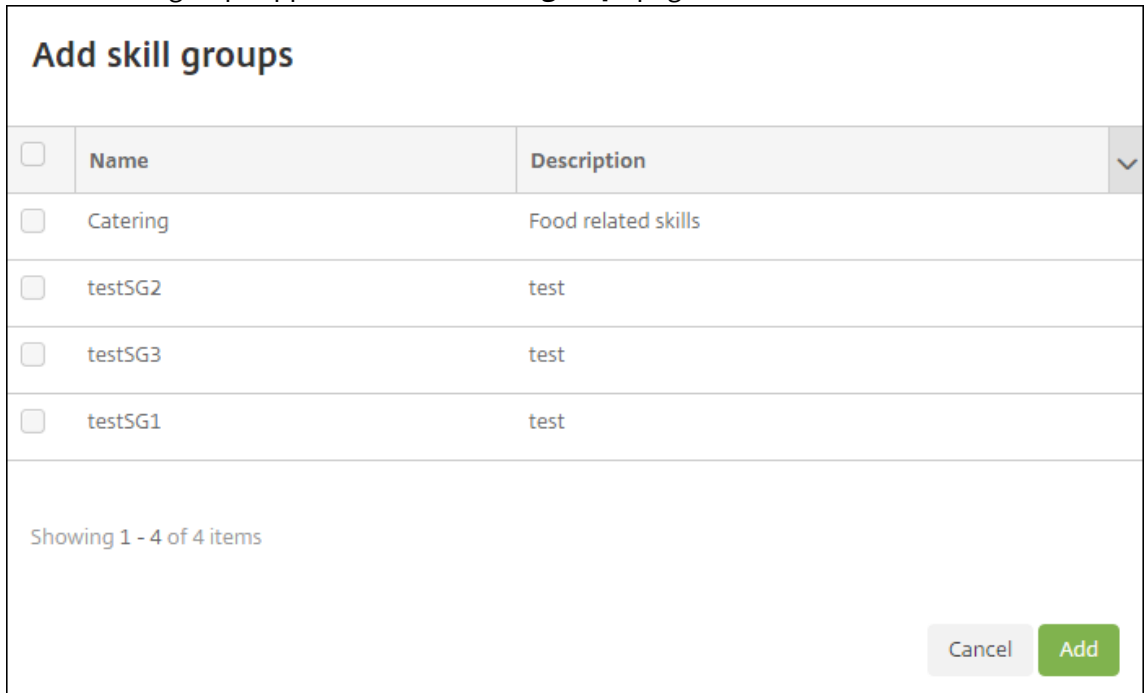 Add skill groups
Name Description
Catering Food related skills
testSG2 test
testSG3 test
testSG1 test
Showing 1 - 4 of 4 items
Cancel Add